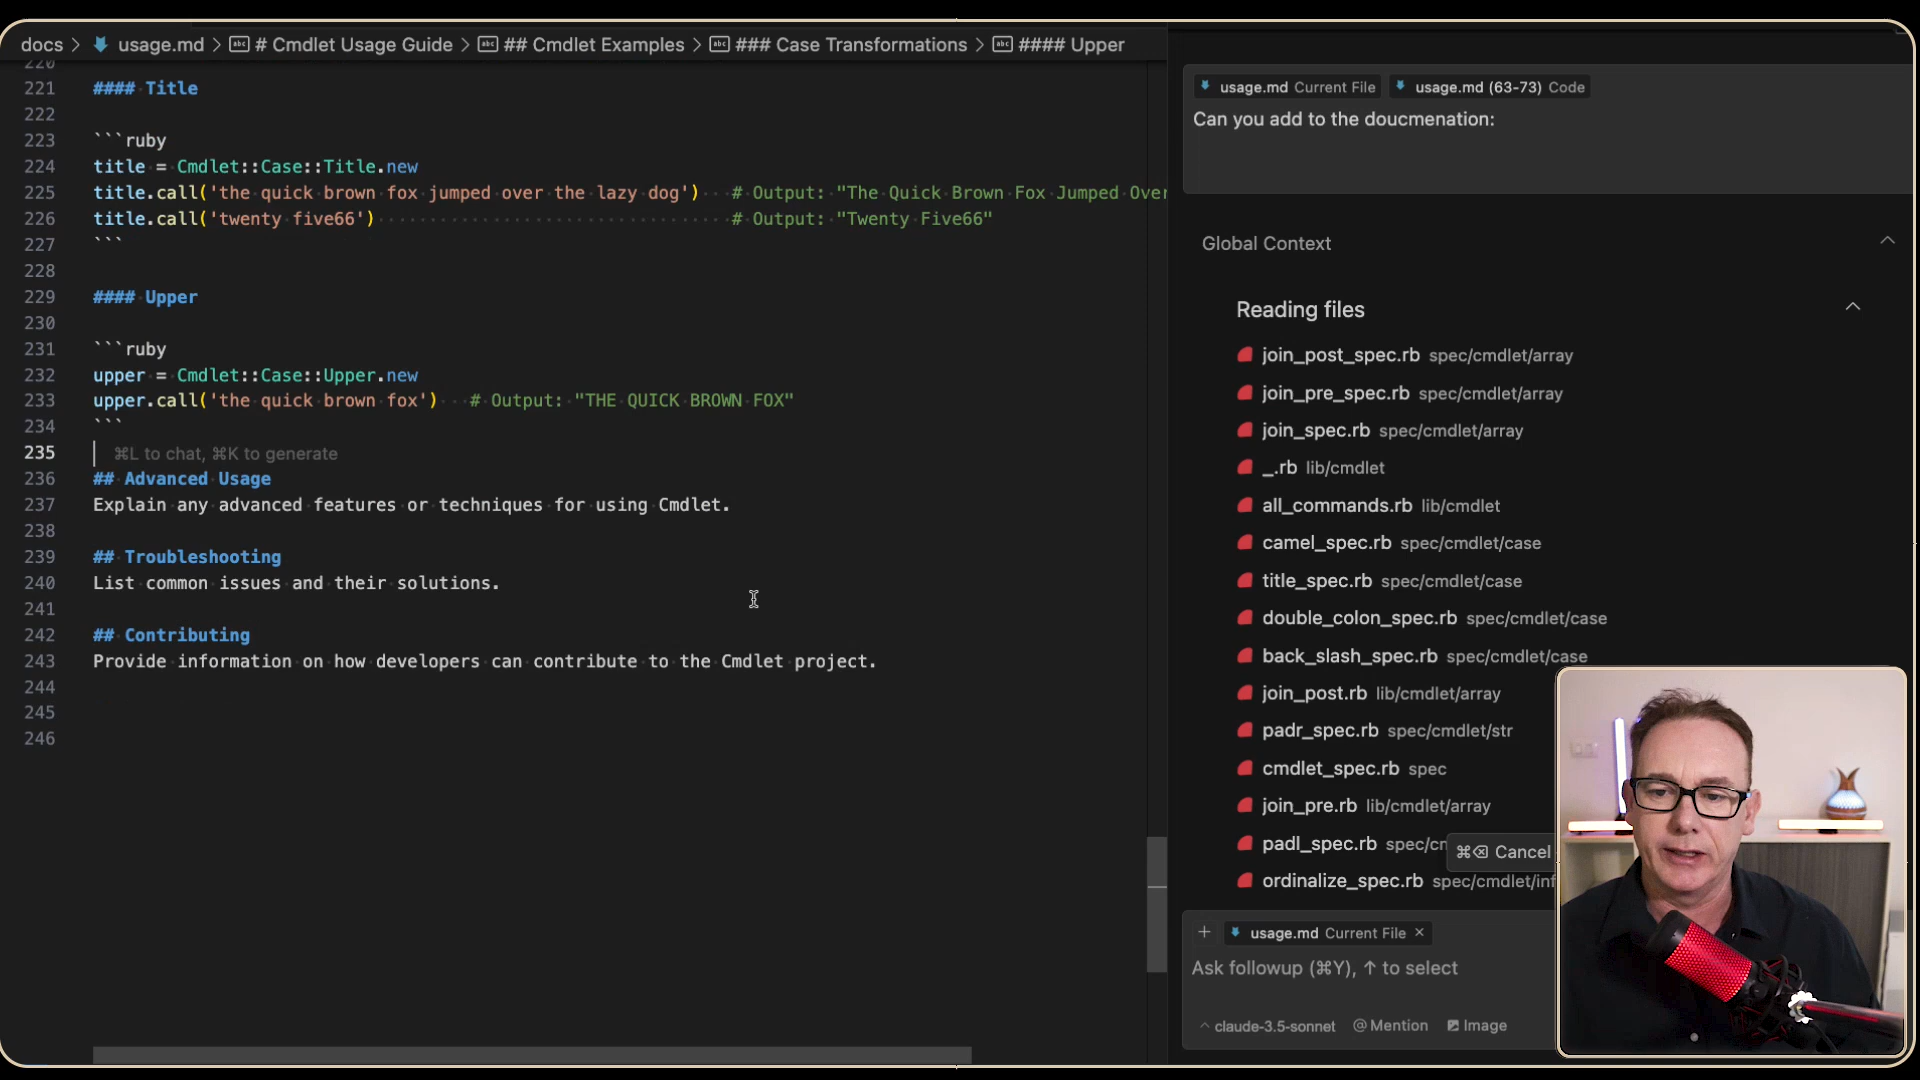 docs > usage.md > # Cmdlet Usage Guide > ## Cmdlet Examples > ### Case Transformations > #### Upper
220
221 #### Title
222
223 ```ruby
224 title = Cmdlet::Case::Title.new
225 title.call('the quick brown fox jumped over the lazy dog') # Output: "The Quick Brown Fox Jumped Over
226 title.call('twenty five66') # Output: "Twenty Five66"
227 ```
228
229 #### Upper
230
231 ```ruby
232 upper = Cmdlet::Case::Upper.new
233 upper.call('the quick brown fox') # Output: "THE QUICK BROWN FOX"
234 ```
235 ⌘L to chat, ⌘K to generate
236 ## Advanced Usage
237 Explain any advanced features or techniques for using Cmdlet.
238
239 ## Troubleshooting
240 List common issues and their solutions.
241
242 ## Contributing
243 Provide information on how developers can contribute to the Cmdlet project.
244
245
246
usage.md Current File usage.md (63-73) Code
Can you add to the doucmenation:
Global Context
Reading files
join_post_spec.rb spec/cmdlet/array
join_pre_spec.rb spec/cmdlet/array
join_spec.rb spec/cmdlet/array
_.rb lib/cmdlet
all_commands.rb lib/cmdlet
camel_spec.rb spec/cmdlet/case
title_spec.rb spec/cmdlet/case
double_colon_spec.rb spec/cmdlet/case
back_slash_spec.rb spec/cmdlet/case
join_post.rb lib/cmdlet/array
padr_spec.rb spec/cmdlet/str
cmdlet_spec.rb spec
join_pre.rb lib/cmdlet/array
padl_spec.rb spec/cm
⌘⌫ Cancel
ordinalize_spec.rb spec/cmdlet/inf
+ usage.md Current File ×
Ask followup (⌘Y), ↑ to select
^ claude-3.5-sonnet @ Mention Image